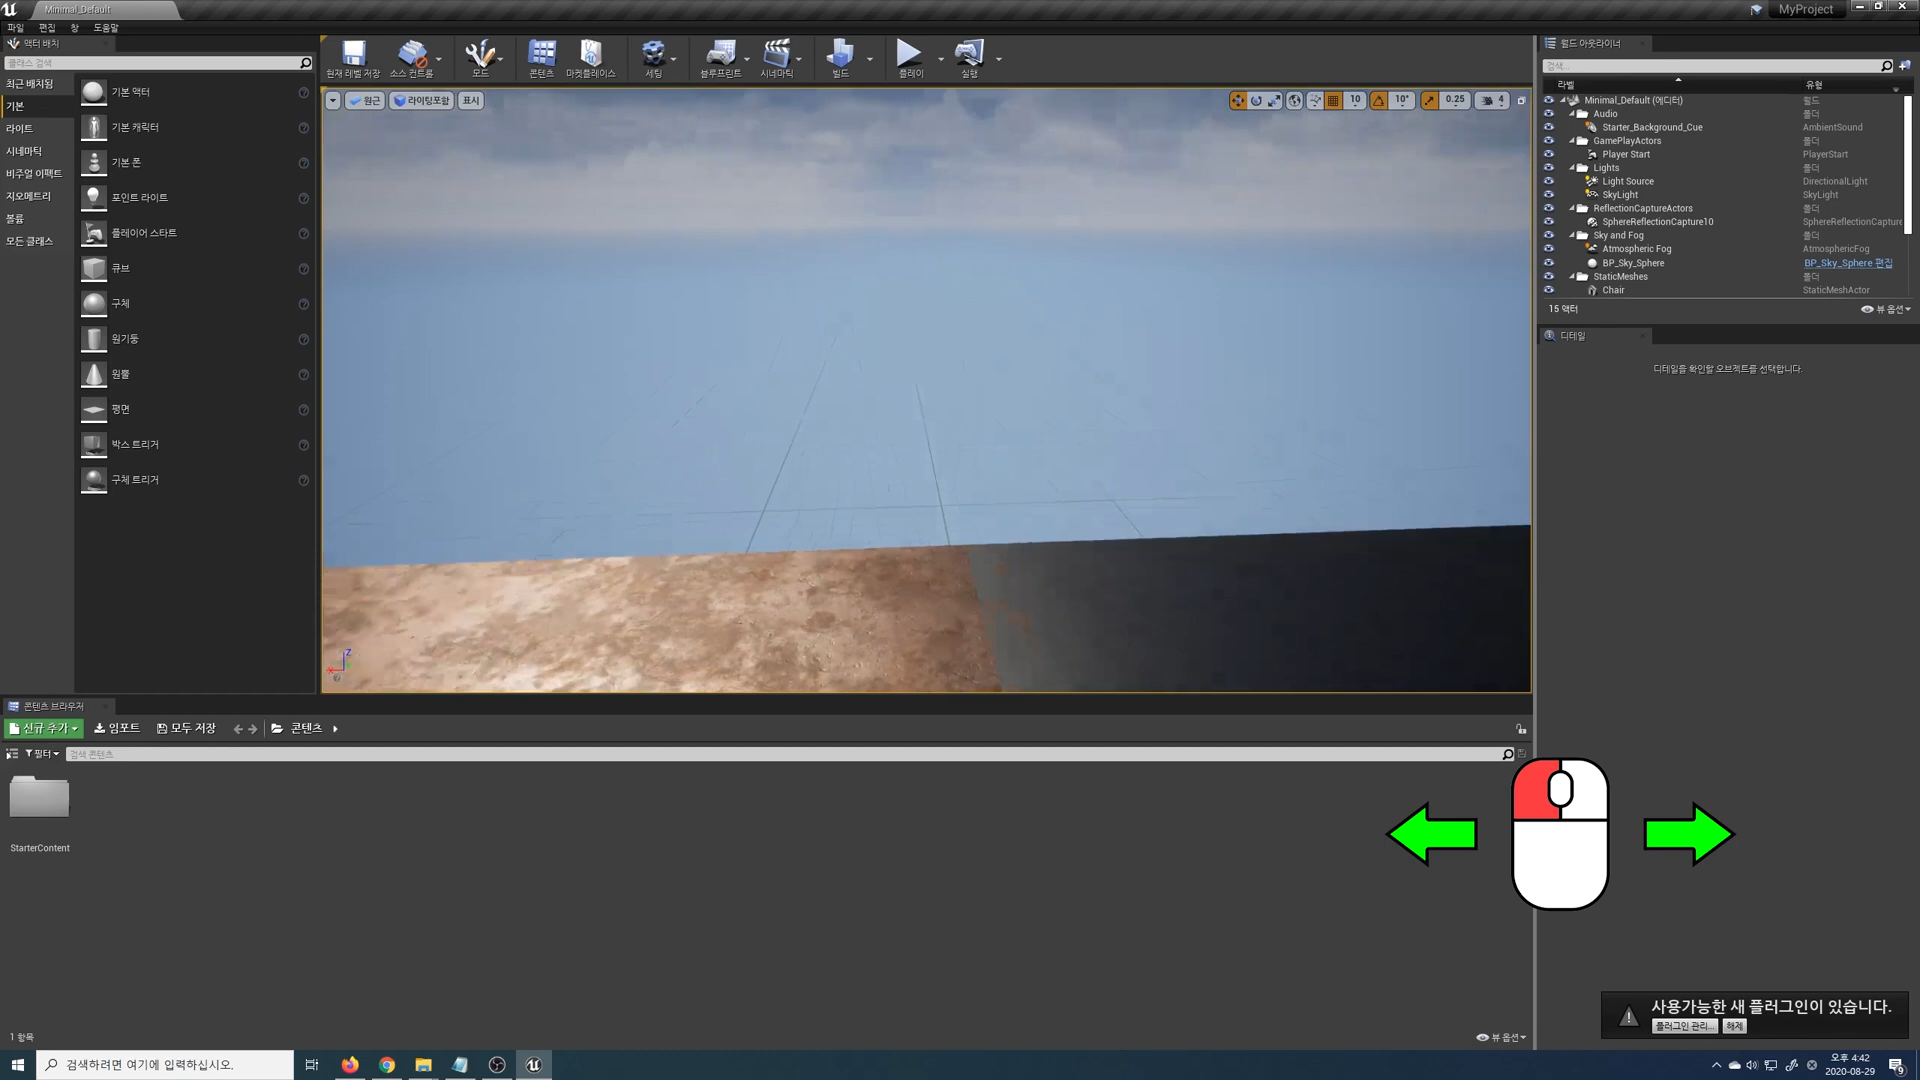 Minimal_Default
MyProject
파일 편집 창 도움말
액터 배치
클래스 검색
최근 배치됨
기본
라이트
시네마틱
비주얼 이펙트
지오메트리
볼륨
모든 클래스
기본 액터
기본 캐릭터
기본 폰
포인트 라이트
플레이어 스타트
큐브
구체
원기둥
원뿔
평면
박스 트리거
구체 트리거
현재 레벨 저장
소스 컨트롤
모드
콘텐츠
마켓플레이스
세팅
블루프린트
시네마틱
빌드
플레이
실행
원근
라이팅포함
표시
10
10°
0.25
4
Z
X
월드 아웃라이너
검색...
라벨 유형
Minimal_Default (에디터) 월드
Audio 폴더
Starter_Background_Cue AmbientSound
GamePlayActors 폴더
Player Start PlayerStart
Lights 폴더
Light Source DirectionalLight
SkyLight SkyLight
ReflectionCaptureActors 폴더
SphereReflectionCapture10 SphereReflectionCapture
Sky and Fog 폴더
Atmospheric Fog AtmosphericFog
BP_Sky_Sphere BP_Sky_Sphere 편집
StaticMeshes 폴더
Chair StaticMeshActor
15 액터
뷰 옵션
디테일
디테일을 확인할 오브젝트를 선택합니다.
콘텐츠 브라우저
신규 추가
임포트
모두 저장
콘텐츠
필터
검색 콘텐츠
StarterContent
1 항목
뷰 옵션
사용가능한 새 플러그인이 있습니다.
플러그인 관리...
해제
검색하려면 여기에 입력하십시오.
오후 4:42
2020-08-29
9